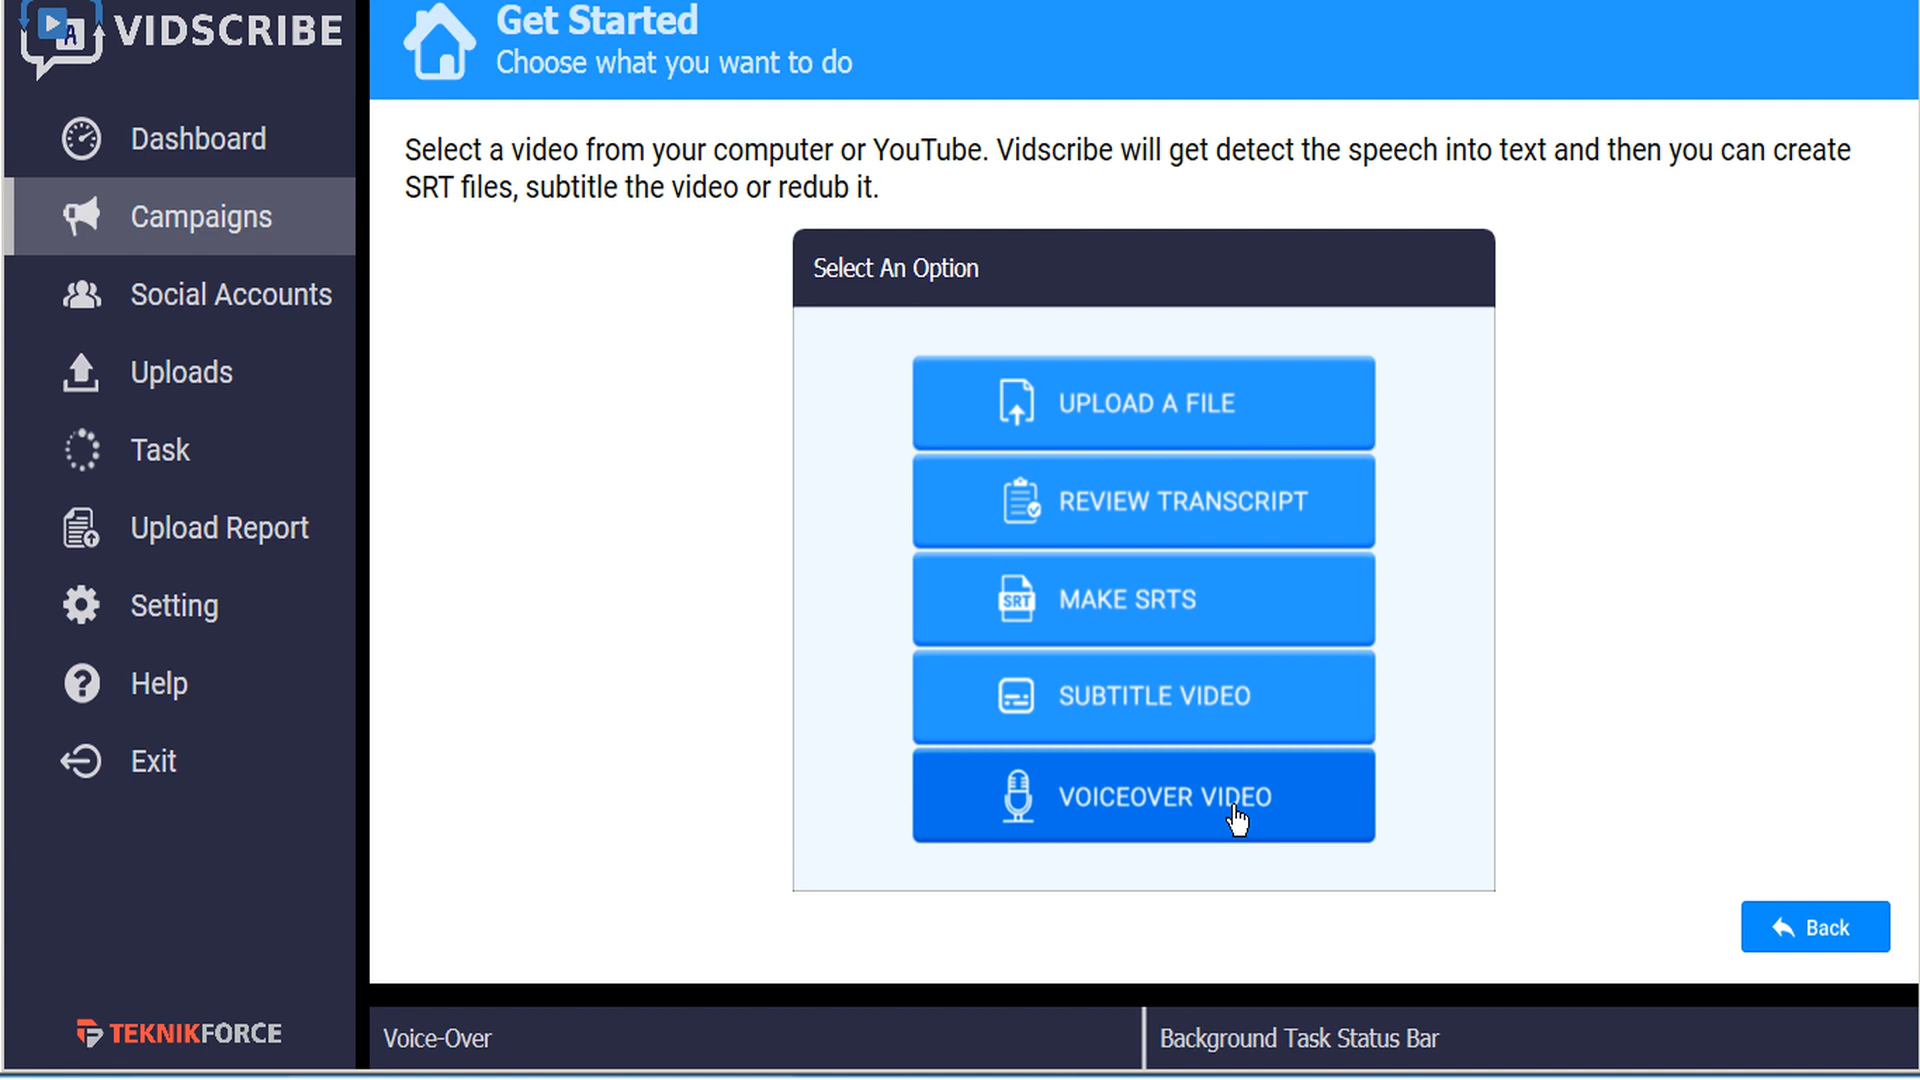 VIDSCRIBE
A
Dashboard
Campaigns
Social Accounts
Uploads
Task
Upload Report
Setting
Help
Exit
TEKNIKFORCE
Get Started
Choose what you want to do
Select a video from your computer or YouTube. Vidscribe will get detect the speech into text and then you can create
SRT files, subtitle the video or redub it.
Select An Option
UPLOAD A FILE
REVIEW TRANSCRIPT
SRT
MAKE SRTS
SUBTITLE VIDEO
VOICEOVER VIDEO
Back
Voice-Over
Background Task Status Bar